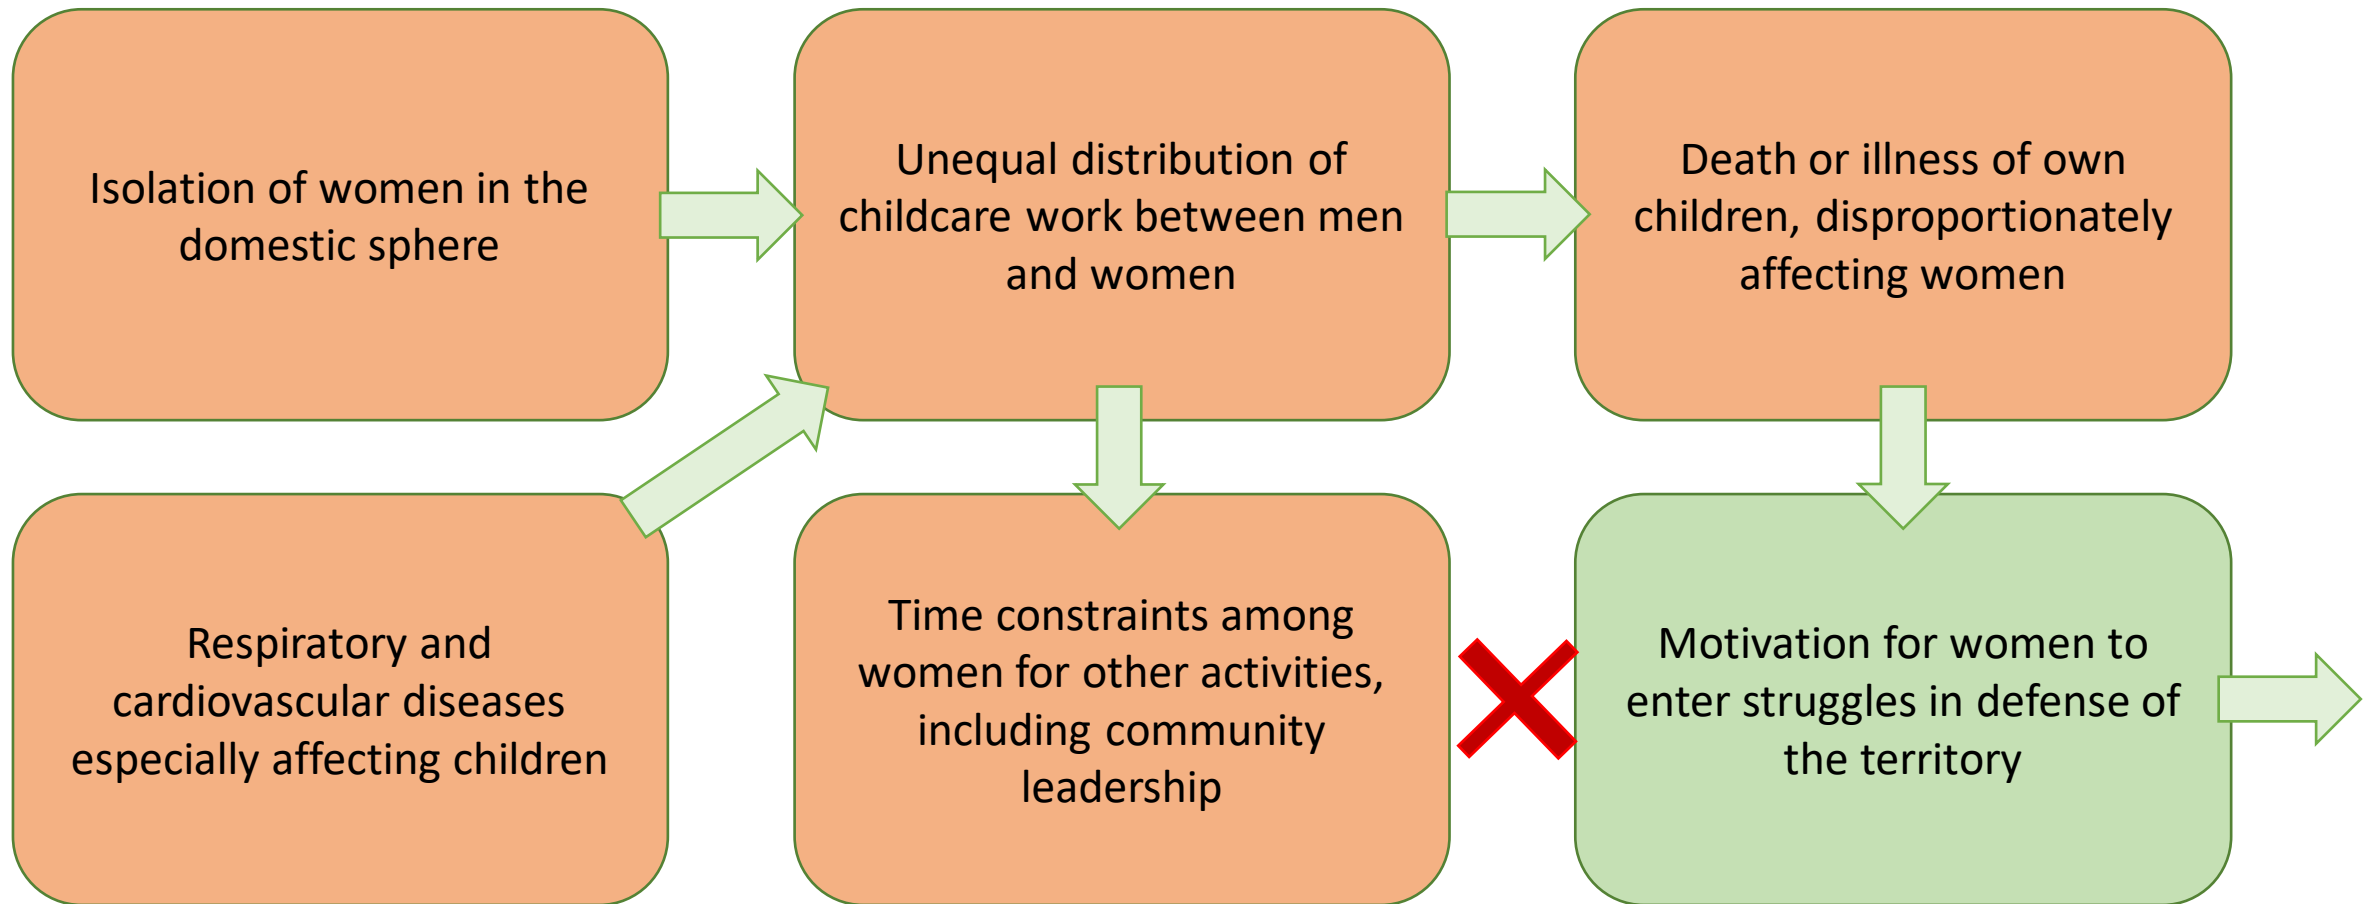 Isolation of women in the
domestic sphere
Unequal distribution of
childcare work between men
and women
Death or illness of own
children, disproportionately
affecting women
Respiratory and
cardiovascular diseases
especially affecting children
Time constraints among
women for other activities,
including community
leadership
Motivation for women to
enter struggles in defense of
the territory